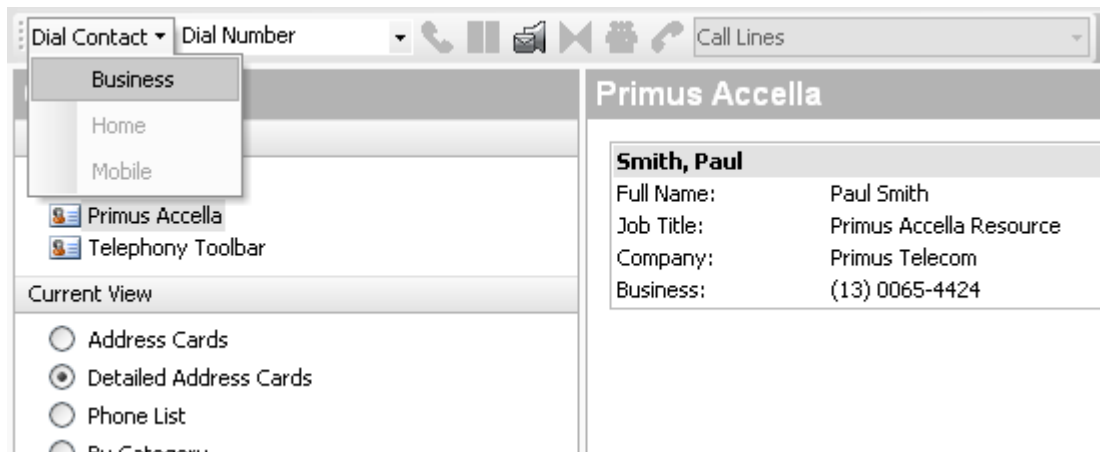 Dial Contact Dial Number Call Lines
Business
Home
Mobile
Primus Accella
Telephony Toolbar
Current View
Address Cards
Detailed Address Cards
Phone List
By Category
Primus Accella
Smith, Paul
Full Name: Paul Smith
Job Title: Primus Accella Resource
Company: Primus Telecom
Business: (13) 0065-4424